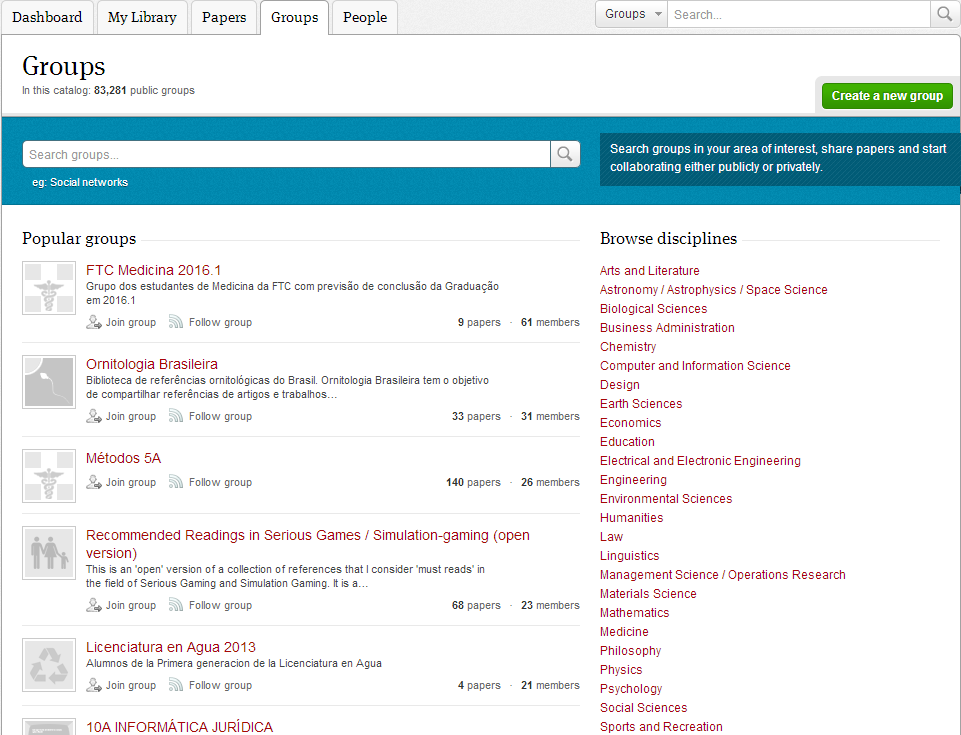 Dashboard My Library Papers Groups People Groups Search...
Groups
In this catalog: 83,281 public groups
Create a new group
Search groups...
eg: Social networks
Search groups in your area of interest, share papers and start
collaborating either publicly or privately.
Popular groups
FTC Medicina 2016.1
Grupo dos estudantes de Medicina da FTC com previsão de conclusão da Graduação
em 2016.1
Join group Follow group 9 papers · 61 members
Ornitologia Brasileira
Biblioteca de referências ornitológicas do Brasil. Ornitologia Brasileira tem o objetivo
de compartilhar referências de artigos e trabalhos...
Join group Follow group 33 papers · 31 members
Métodos 5A
Join group Follow group 140 papers · 26 members
Recommended Readings in Serious Games / Simulation-gaming (open
version)
This is an 'open' version of a collection of references that I consider 'must reads' in
the field of Serious Gaming and Simulation Gaming. It is a...
Join group Follow group 68 papers · 23 members
Licenciatura en Agua 2013
Alumnos de la Primera generacion de la Licenciatura en Agua
Join group Follow group 4 papers · 21 members
10A INFORMÁTICA JURÍDICA
Browse disciplines
Arts and Literature
Astronomy / Astrophysics / Space Science
Biological Sciences
Business Administration
Chemistry
Computer and Information Science
Design
Earth Sciences
Economics
Education
Electrical and Electronic Engineering
Engineering
Environmental Sciences
Humanities
Law
Linguistics
Management Science / Operations Research
Materials Science
Mathematics
Medicine
Philosophy
Physics
Psychology
Social Sciences
Sports and Recreation